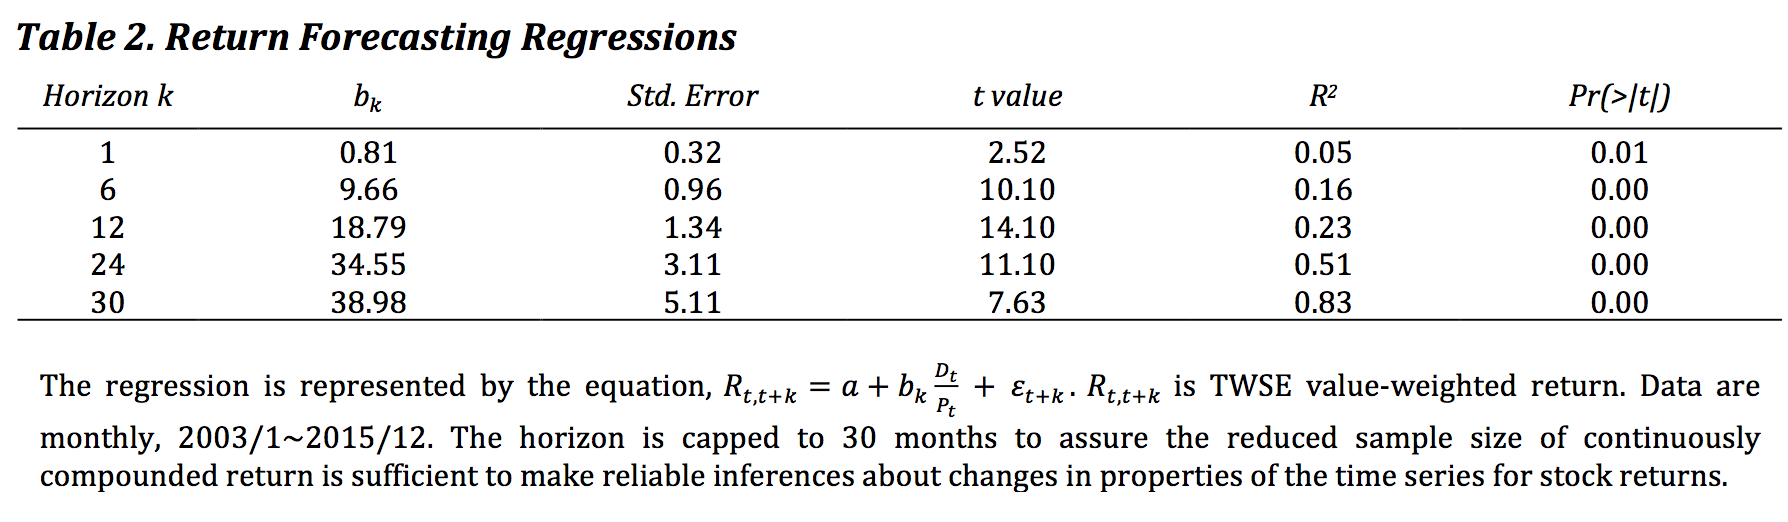 Table 2. Return Forecasting Regressions
Horizon k b_k Std. Error t value R² Pr(>|t|)
1 0.81 0.32 2.52 0.05 0.01
6 9.66 0.96 10.10 0.16 0.00
12 18.79 1.34 14.10 0.23 0.00
24 34.55 3.11 11.10 0.51 0.00
30 38.98 5.11 7.63 0.83 0.00
The regression is represented by the equation, R_{t,t+k} = a + b_k D_t/P_t + ε_{t+k}. R_{t,t+k} is TWSE value-weighted return. Data are
monthly, 2003/1~2015/12. The horizon is capped to 30 months to assure the reduced sample size of continuously
compounded return is sufficient to make reliable inferences about changes in properties of the time series for stock returns.